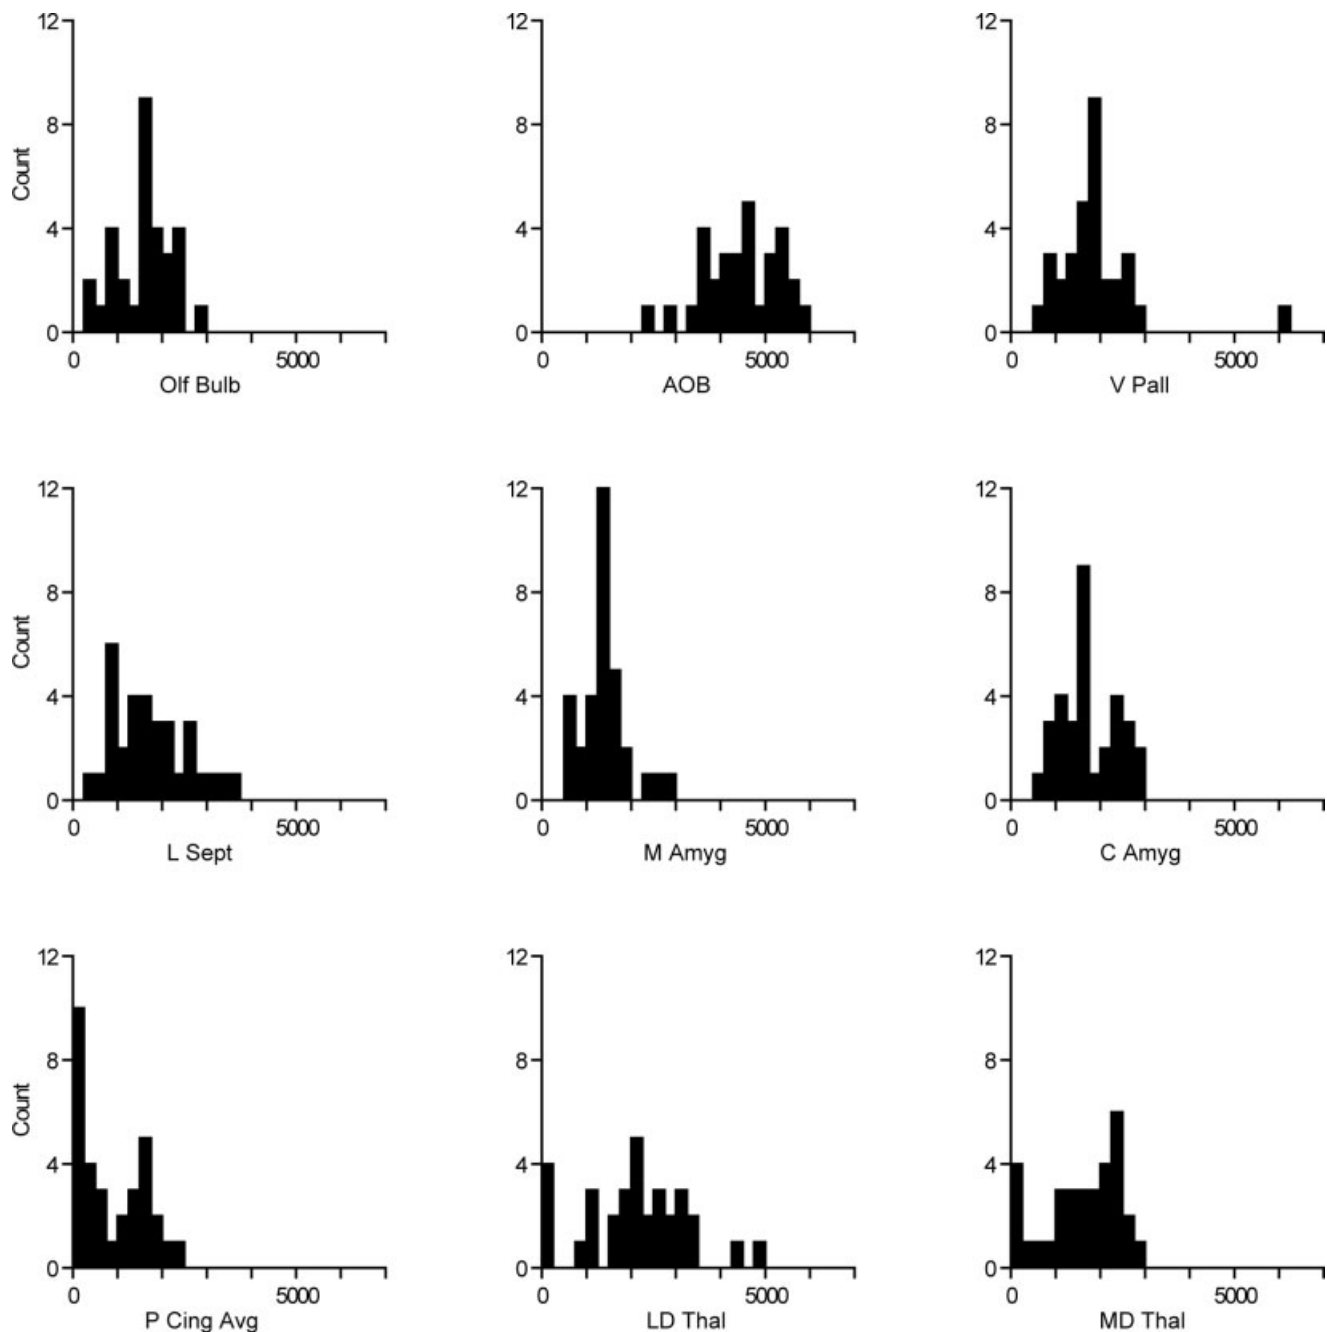 12 12 12
8 8 8
Count
4 4 4
0 0 0
0 5000 0 5000 0 5000
Olf Bulb AOB V Pall
12 12 12
8 8 8
Count
4 4 4
0 0 0
0 5000 0 5000 0 5000
L Sept M Amyg C Amyg
12 12 12
8 8 8
Count
4 4 4
0 0 0
0 5000 0 5000 0 5000
P Cing Avg LD Thal MD Thal